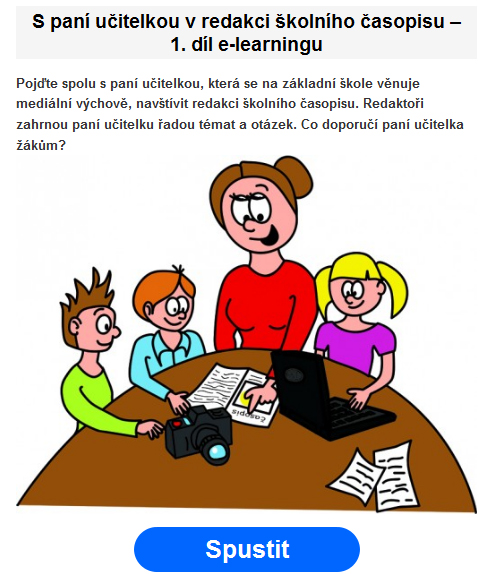 S paní učitelkou v redakci školního časopisu –
1. díl e-learningu
Pojďte spolu s paní učitelkou, která se na základní škole věnuje
mediální výchově, navštívit redakci školního časopisu. Redaktoři
zahrnou paní učitelku řadou témat a otázek. Co doporučí paní učitelka
žákům?
časopis
Spustit